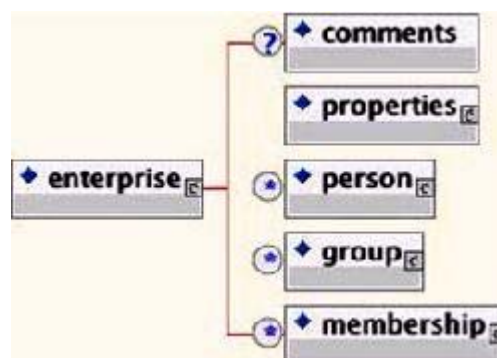 ? comments
properties
enterprise
* person
* group
* membership